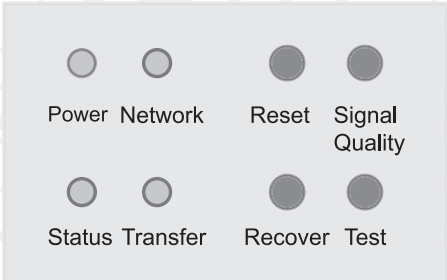 Power Network Reset Signal
Quality
Status Transfer Recover Test